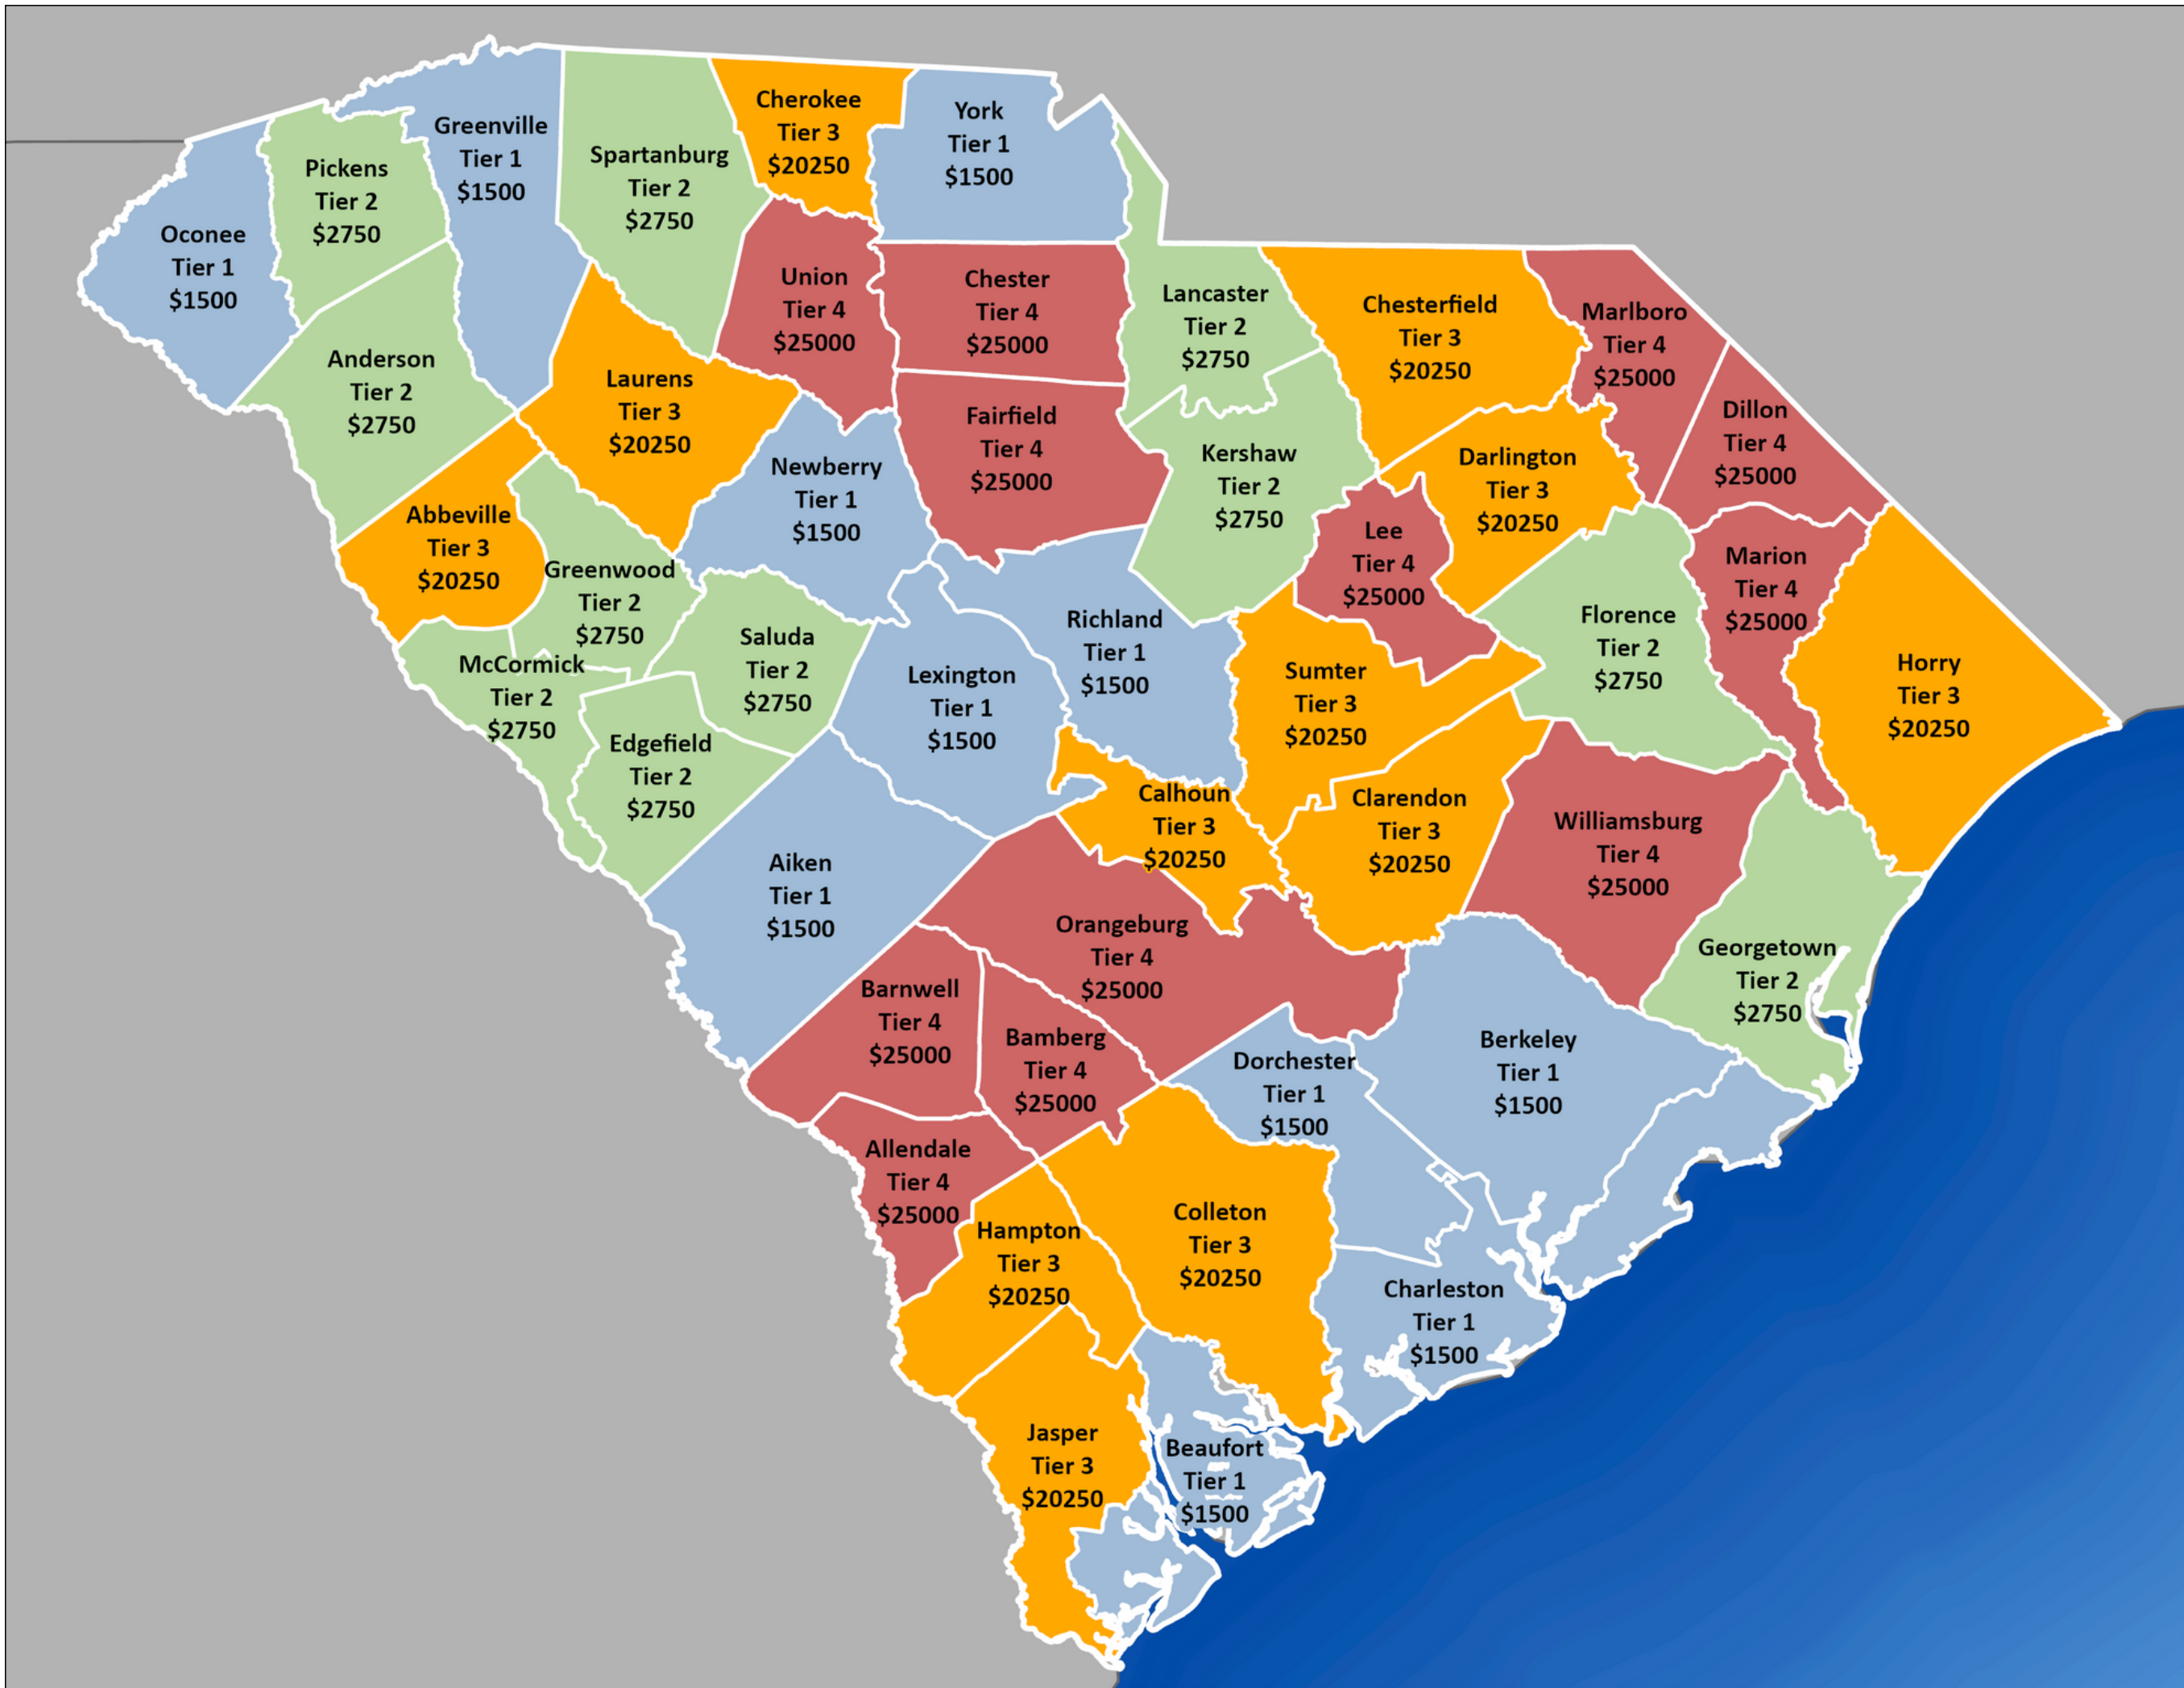 Cherokee
Tier 3
$20250
York
Tier 1
$1500
Greenville
Tier 1
$1500
Spartanburg
Tier 2
$2750
Pickens
Tier 2
$2750
Oconee
Tier 1
$1500
Union
Tier 4
$25000
Chester
Tier 4
$25000
Lancaster
Tier 2
$2750
Chesterfield
Tier 3
$20250
Marlboro
Tier 4
$25000
Anderson
Tier 2
$2750
Laurens
Tier 3
$20250
Fairfield
Tier 4
$25000
Dillon
Tier 4
$25000
Kershaw
Tier 2
$2750
Darlington
Tier 3
$20250
Newberry
Tier 1
$1500
Abbeville
Tier 3
$20250
Lee
Tier 4
$25000
Marion
Tier 4
$25000
Greenwood
Tier 2
$2750
Richland
Tier 1
$1500
Florence
Tier 2
$2750
Saluda
Tier 2
$2750
McCormick
Tier 2
$2750
Lexington
Tier 1
$1500
Sumter
Tier 3
$20250
Horry
Tier 3
$20250
Edgefield
Tier 2
$2750
Calhoun
Tier 3
$20250
Clarendon
Tier 3
$20250
Williamsburg
Tier 4
$25000
Aiken
Tier 1
$1500
Orangeburg
Tier 4
$25000
Georgetown
Tier 2
$2750
Barnwell
Tier 4
$25000
Bamberg
Tier 4
$25000
Dorchester
Tier 1
$1500
Berkeley
Tier 1
$1500
Allendale
Tier 4
$25000
Hampton
Tier 3
$20250
Colleton
Tier 3
$20250
Charleston
Tier 1
$1500
Jasper
Tier 3
$20250
Beaufort
Tier 1
$1500